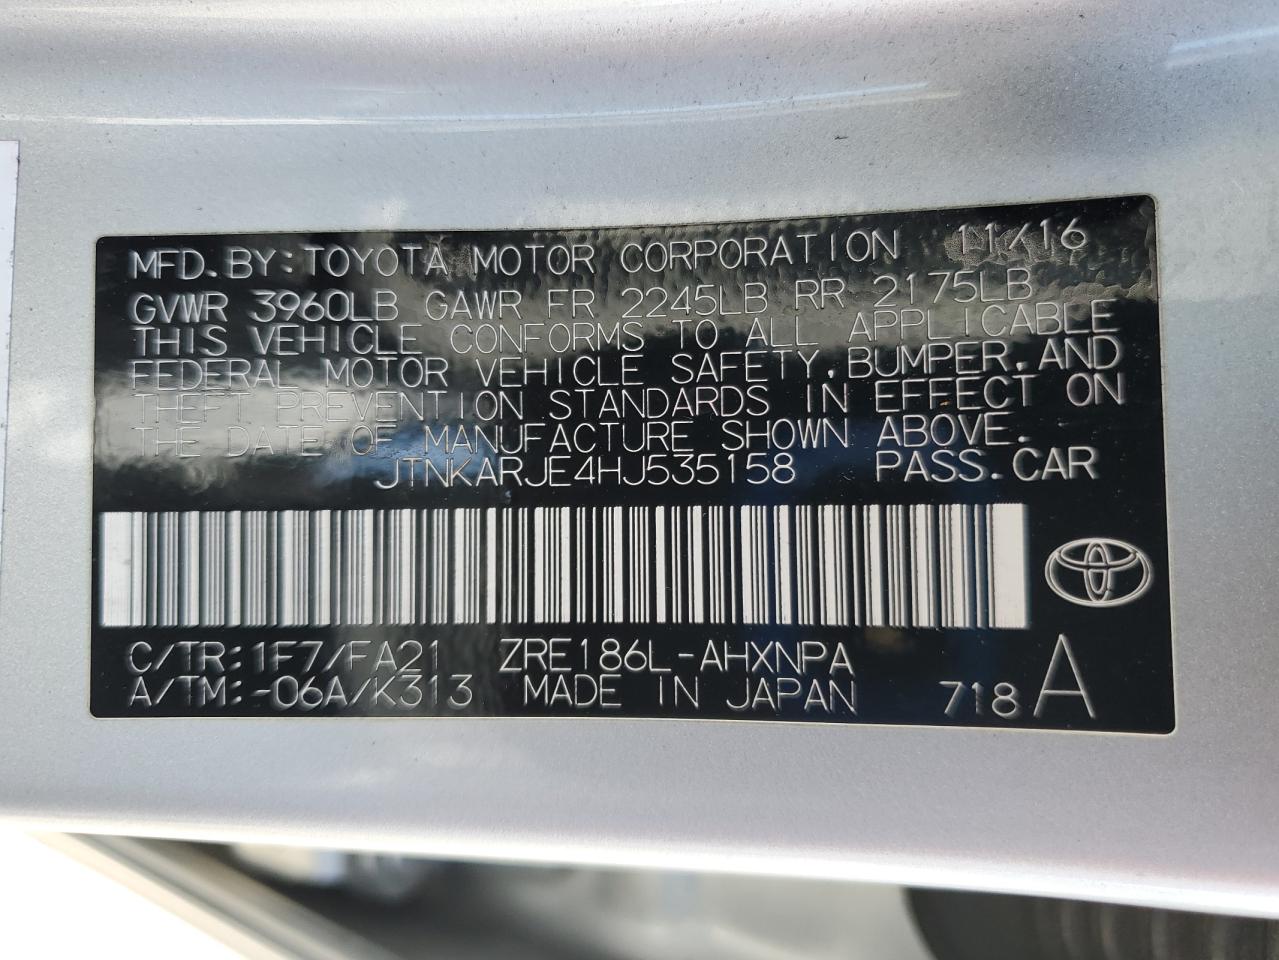 MFD.BY:TOYOTA MOTOR CORPORATION 11/16
GVWR 3960LB GAWR FR 2245LB RR 2175LB
THIS VEHICLE CONFORMS TO ALL APPLICABLE
FEDERAL MOTOR VEHICLE SAFETY,BUMPER,AND
THEFT PREVENTION STANDARDS IN EFFECT ON
THE DATE OF MANUFACTURE SHOWN ABOVE.
JTNKARJE4HJ535158 PASS.CAR
C/TR:1F7/FA21 ZRE186L-AHXNPA
A/TM:-06A/K313 MADE IN JAPAN 718 A